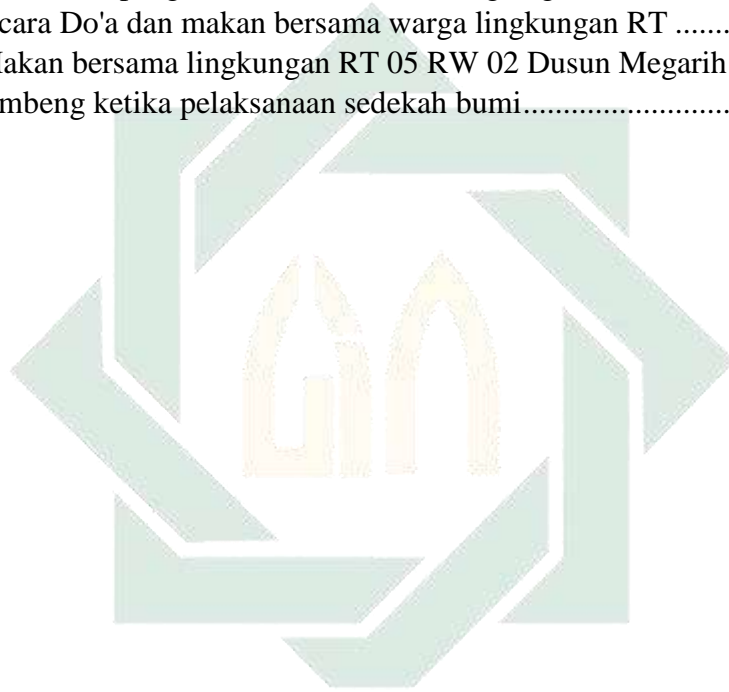 cara Do'a dan makan bersama warga lingkungan RT .......
akan bersama lingkungan RT 05 RW 02 Dusun Megarih
mbeng ketika pelaksanaan sedekah bumi..........................